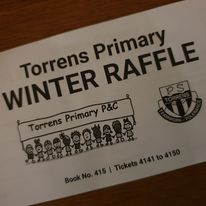 Torrens Primary
WINTER RAFFLE
Torrens Primary P&C
P S
Book No. 415 | Tickets 4141 to 4150